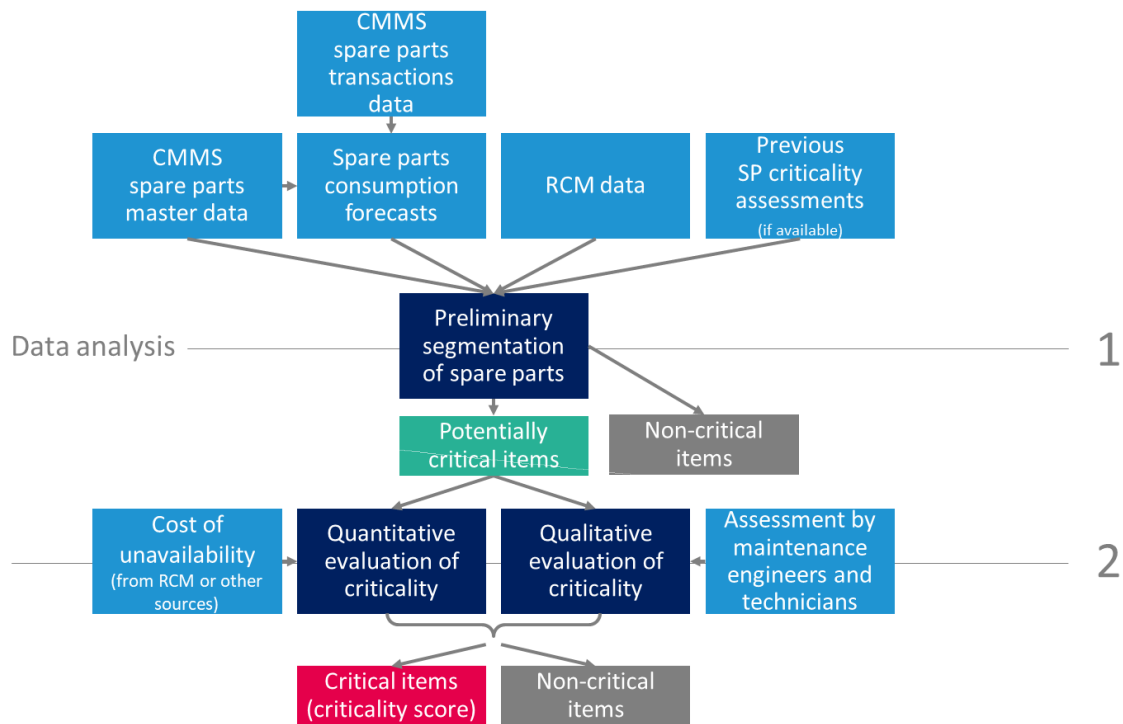 CMMS
spare parts
transactions
data
CMMS
spare parts
master data
Spare parts
consumption
forecasts
RCM data
Previous
SP criticality
assessments
(if available)
Preliminary
segmentation
of spare parts
Data analysis
1
Potentially
critical items
Non-critical
items
Cost of
unavailability
(from RCM or other
sources)
Quantitative
evaluation of
criticality
Qualitative
evaluation of
criticality
Assessment by
maintenance
engineers and
technicians
2
Critical items
(criticality score)
Non-critical
items